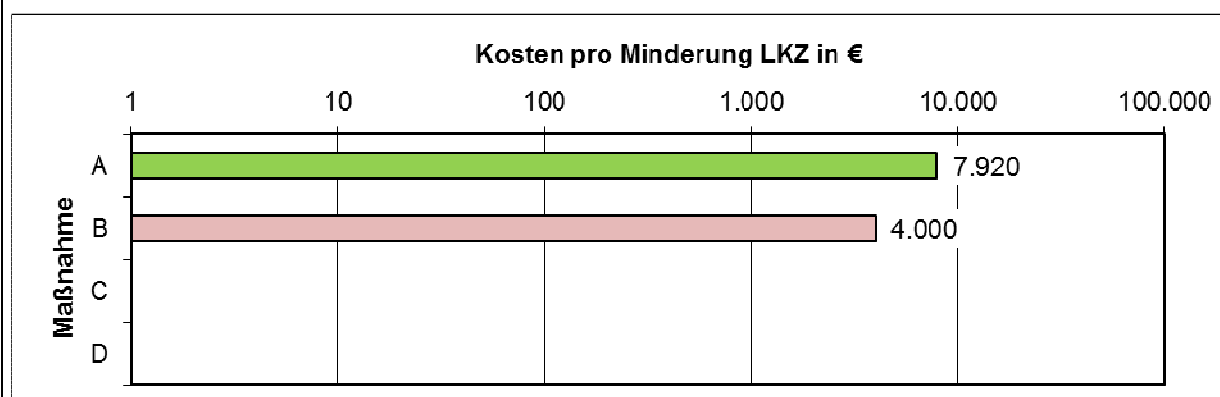 Kosten pro Minderung LKZ in €
1 10 100 1.000 10.000 100.000
Maßnahme
A 7.920
B 4.000
C
D